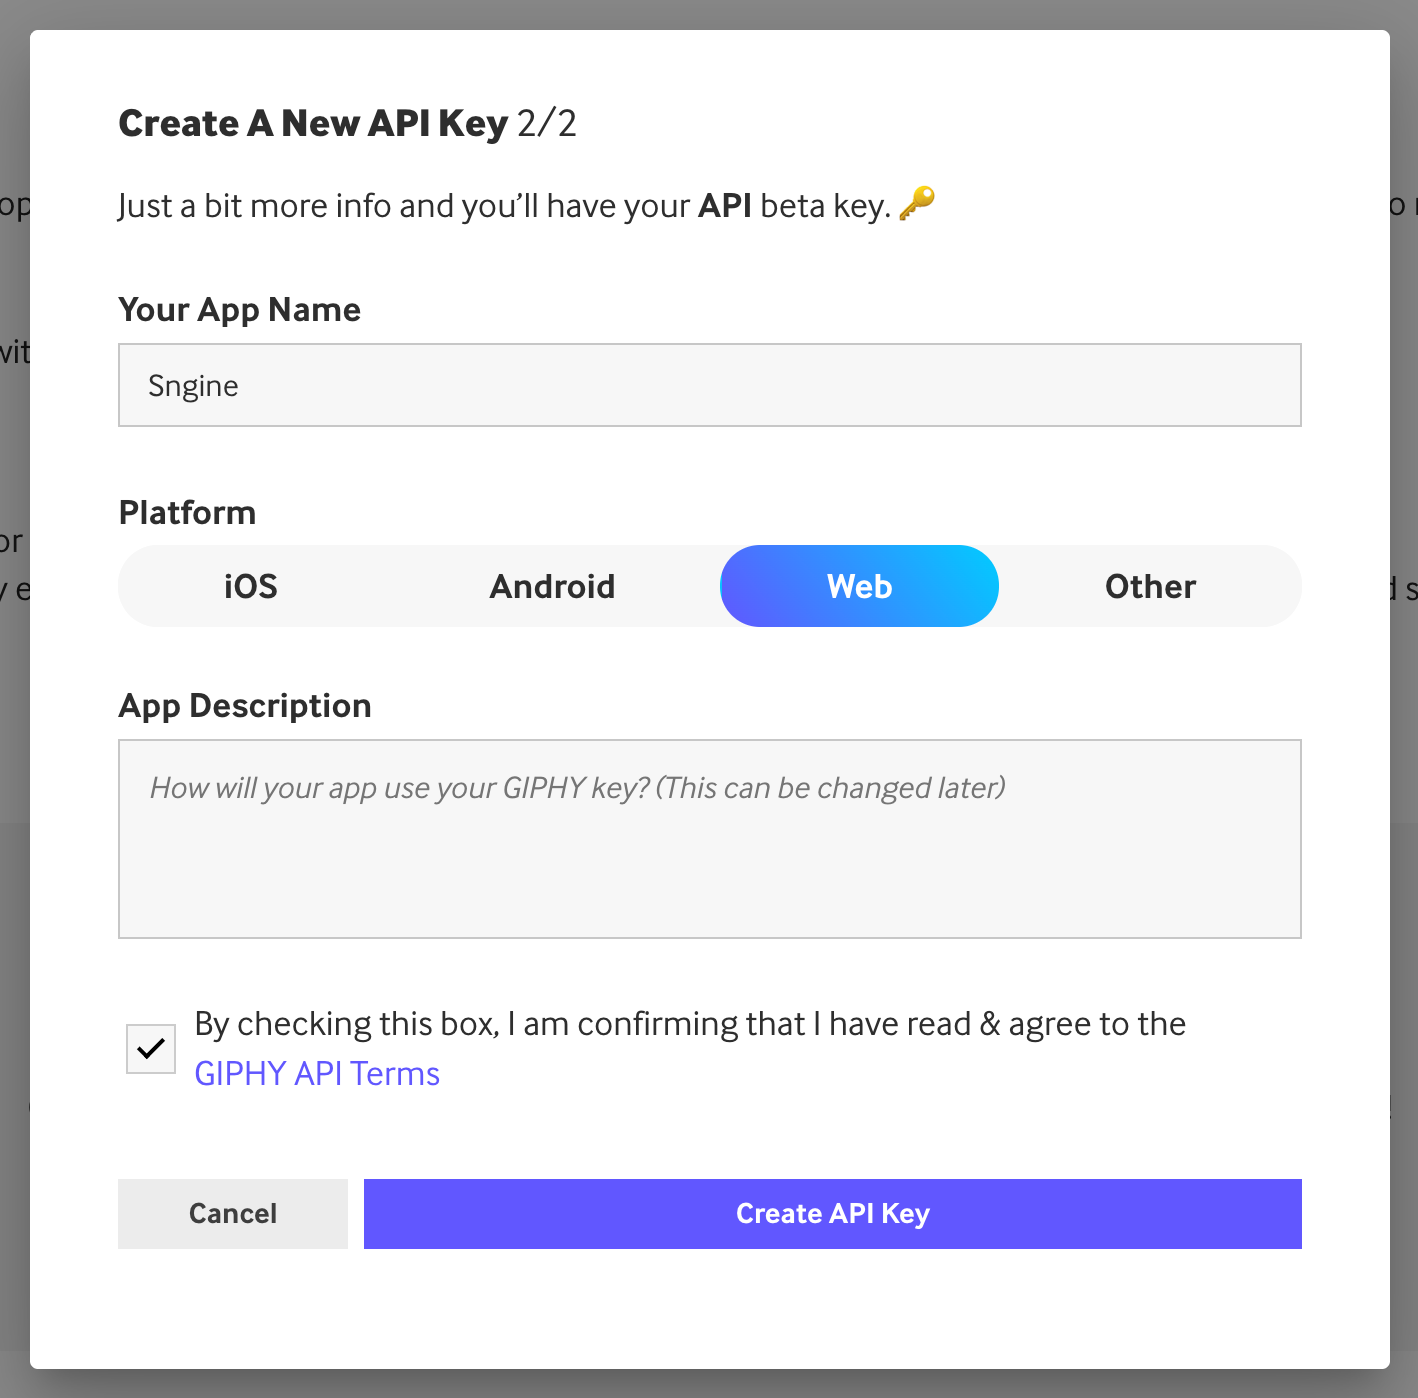 Create A New API Key 2/2
Just a bit more info and you’ll have your API beta key. 🔑
Your App Name
Sngine
Platform
iOS Android Web Other
App Description
How will your app use your GIPHY key? (This can be changed later)
By checking this box, I am confirming that I have read & agree to the
GIPHY API Terms
Cancel Create API Key